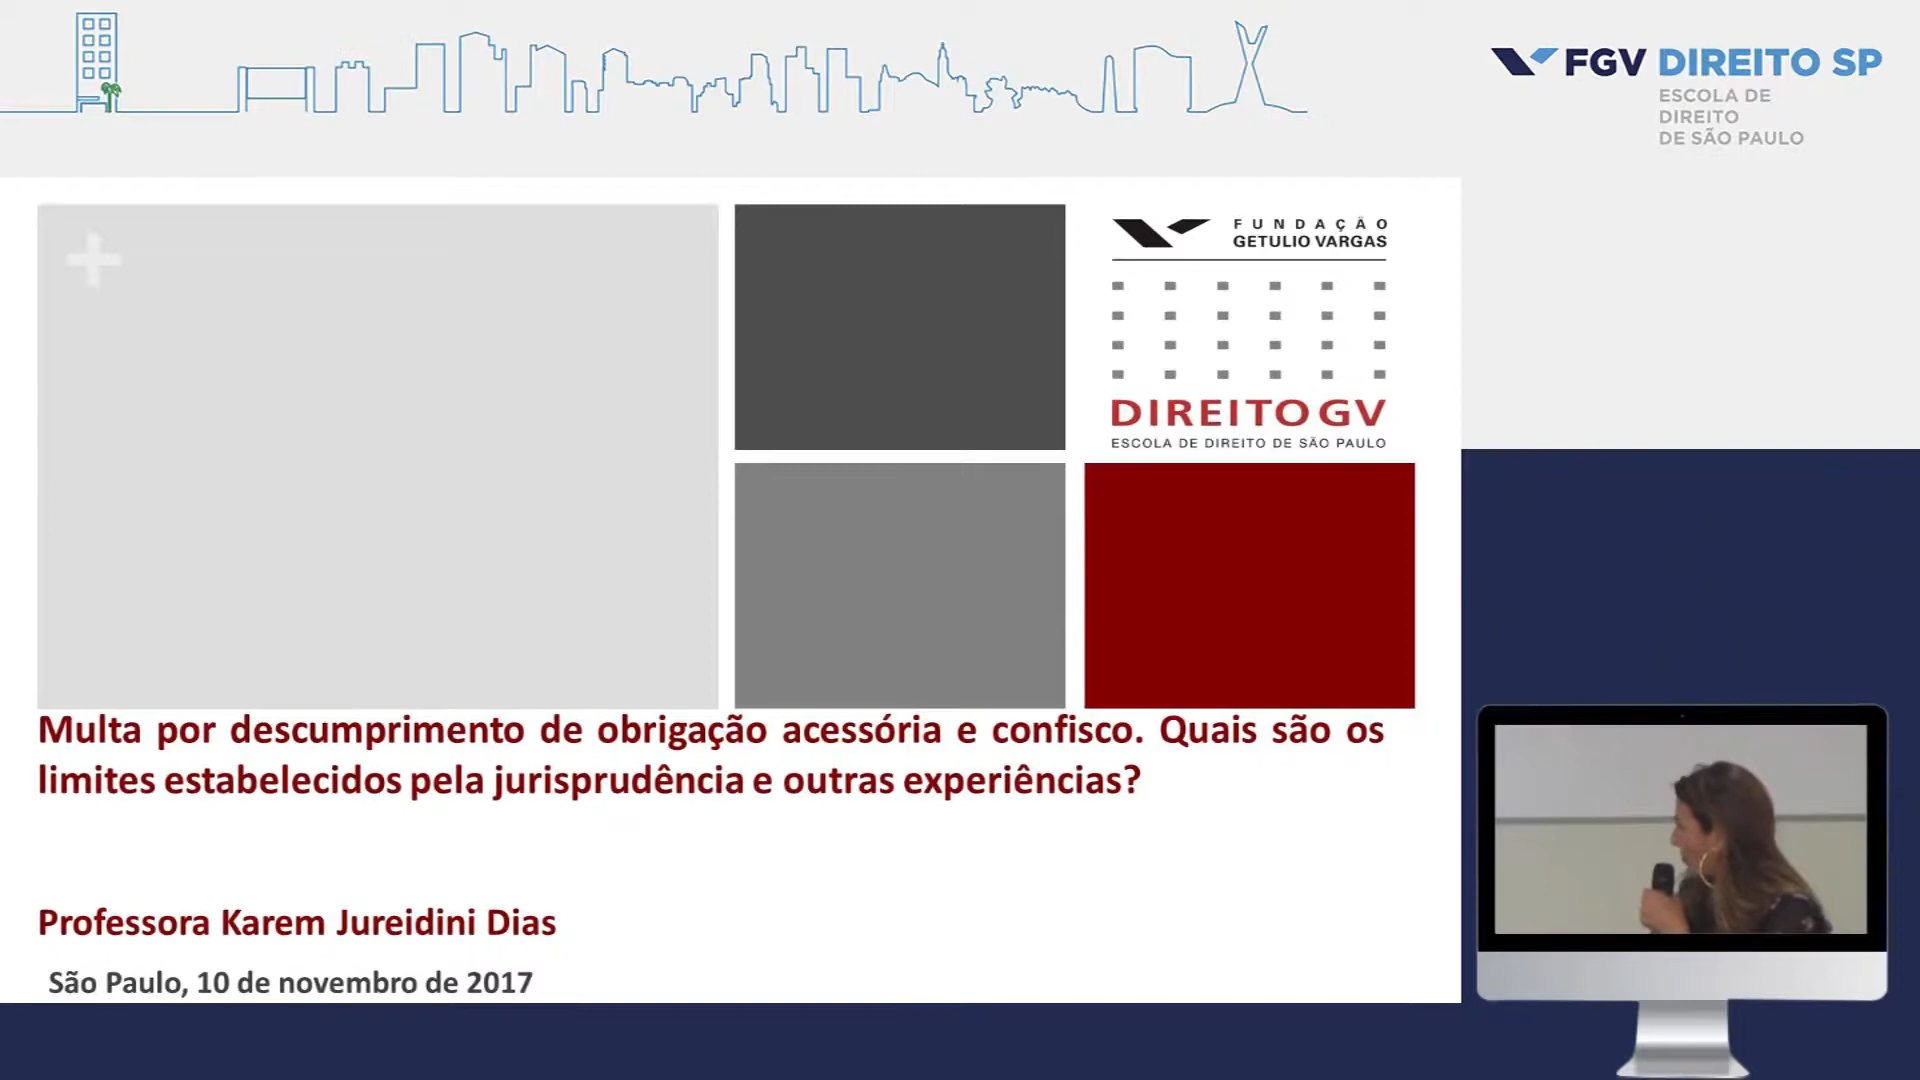 FGV DIREITO SP
ESCOLA DE
DIREITO
DE SÃO PAULO
FUNDAÇÃO
GETULIO VARGAS
DIREITO GV
ESCOLA DE DIREITO DE SÃO PAULO
Multa por descumprimento de obrigação acessória e confisco. Quais são os
limites estabelecidos pela jurisprudência e outras experiências?
Professora Karem Jureidini Dias
São Paulo, 10 de novembro de 2017